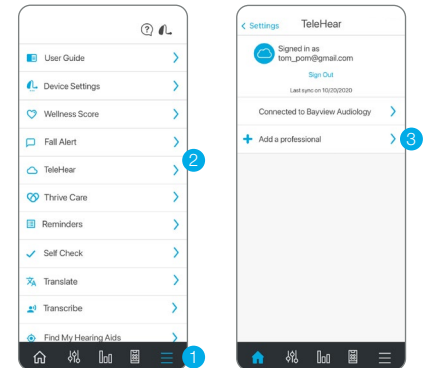 ?
User Guide
Device Settings
Wellness Score
Fall Alert
TeleHear
2
Thrive Care
Reminders
Self Check
Translate
Transcribe
Find My Hearing Aids
1
Settings
TeleHear
Signed in as
tom_pom@gmail.com
Sign Out
Last sync on 10/20/2020
Connected to Bayview Audiology
+ Add a professional
3